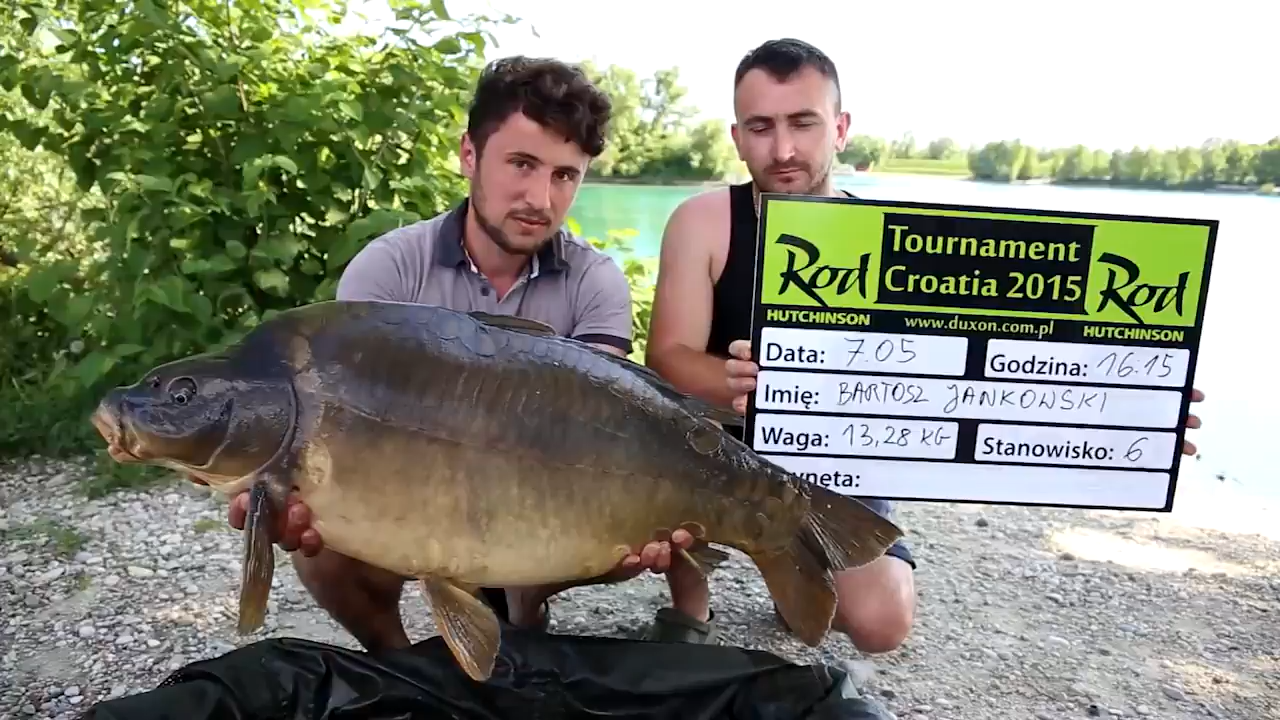 Tournament
Croatia 2015
Rod
HUTCHINSON
Rod
HUTCHINSON
www.duxon.com.pl
Data: 7.05
Godzina: 16:15
Imię: BARTOSZ JANKOWSKI
Waga: 13,28 KG
Stanowisko: 6